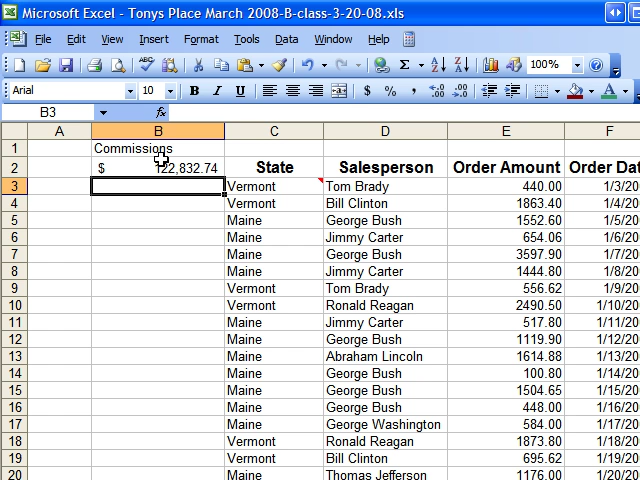 Microsoft Excel - Tonys Place March 2008-B-class-3-20-08.xls
File Edit View Insert Format Tools Data Window Help
100%
Arial 10 B I U $ % ,
B3 fx
A B C D E F
1 Commissions
2 $ 122,832.74 State Salesperson Order Amount Order Dat
3 Vermont Tom Brady 440.00 1/3/20
4 Vermont Bill Clinton 1863.40 1/4/20
5 Maine George Bush 1552.60 1/5/20
6 Maine Jimmy Carter 654.06 1/6/20
7 Maine George Bush 3597.90 1/7/20
8 Maine Jimmy Carter 1444.80 1/8/20
9 Vermont Tom Brady 556.62 1/9/20
10 Vermont Ronald Reagan 2490.50 1/10/20
11 Maine Jimmy Carter 517.80 1/11/20
12 Maine George Bush 1119.90 1/12/20
13 Maine Abraham Lincoln 1614.88 1/13/20
14 Maine George Bush 100.80 1/14/20
15 Maine George Bush 1504.65 1/15/20
16 Maine George Bush 448.00 1/16/20
17 Maine George Washington 584.00 1/17/20
18 Vermont Ronald Reagan 1873.80 1/18/20
19 Vermont Bill Clinton 695.62 1/19/20
20 Maine Thomas Jefferson 1176.00 1/20/20